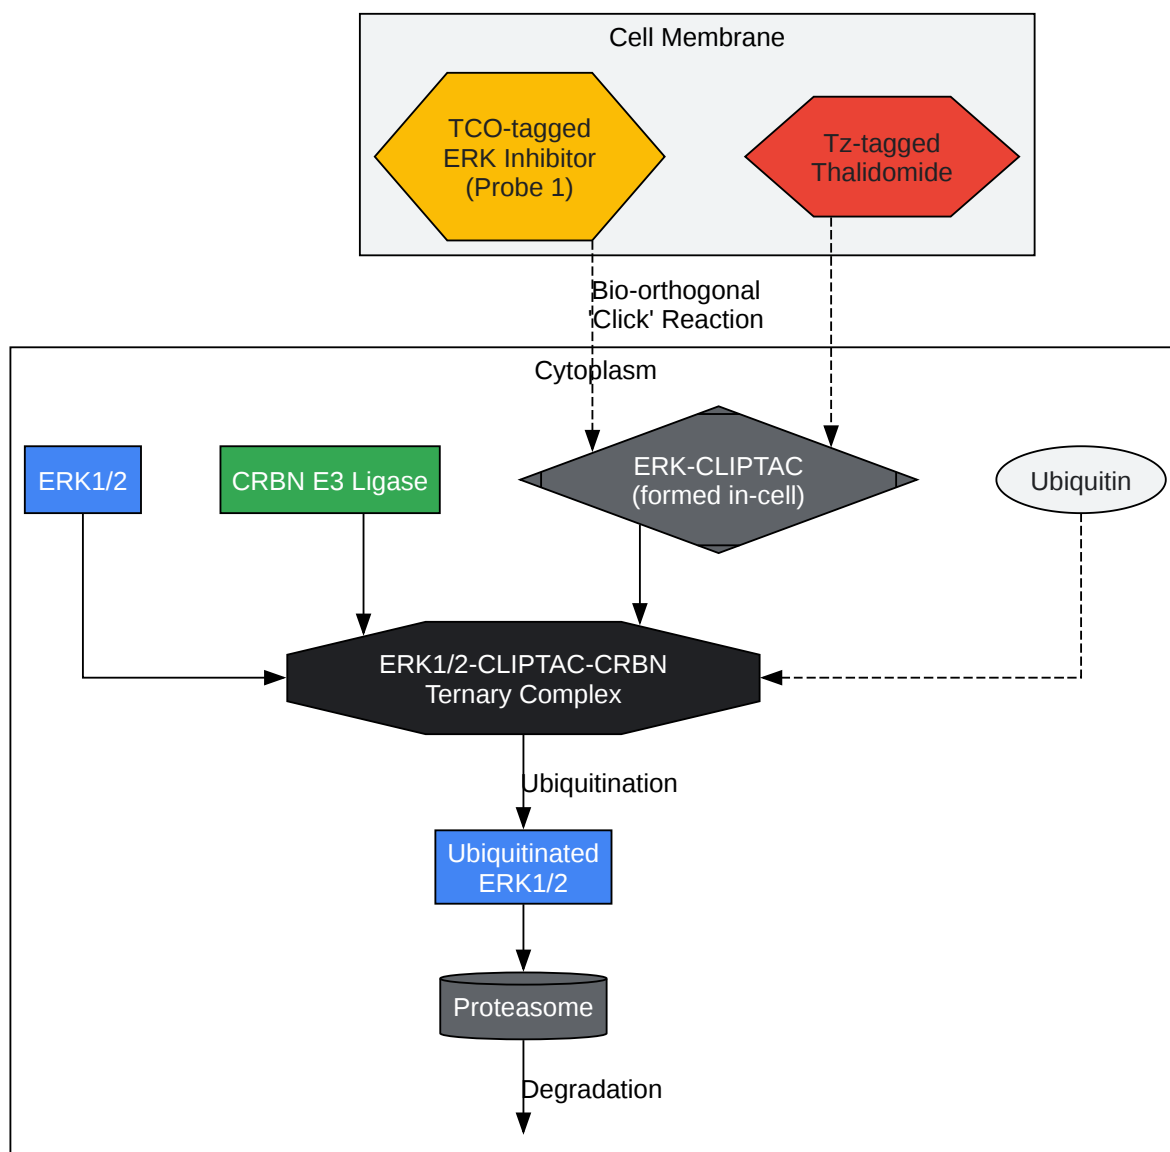 Cell Membrane
TCO-tagged
ERK Inhibitor
(Probe 1)
Tz-tagged
Thalidomide
Bio-orthogonal
'Click' Reaction
Cytoplasm
ERK1/2
CRBN E3 Ligase
ERK-CLIPTAC
(formed in-cell)
Ubiquitin
ERK1/2-CLIPTAC-CRBN
Ternary Complex
Ubiquitination
Ubiquitinated
ERK1/2
Proteasome
Degradation